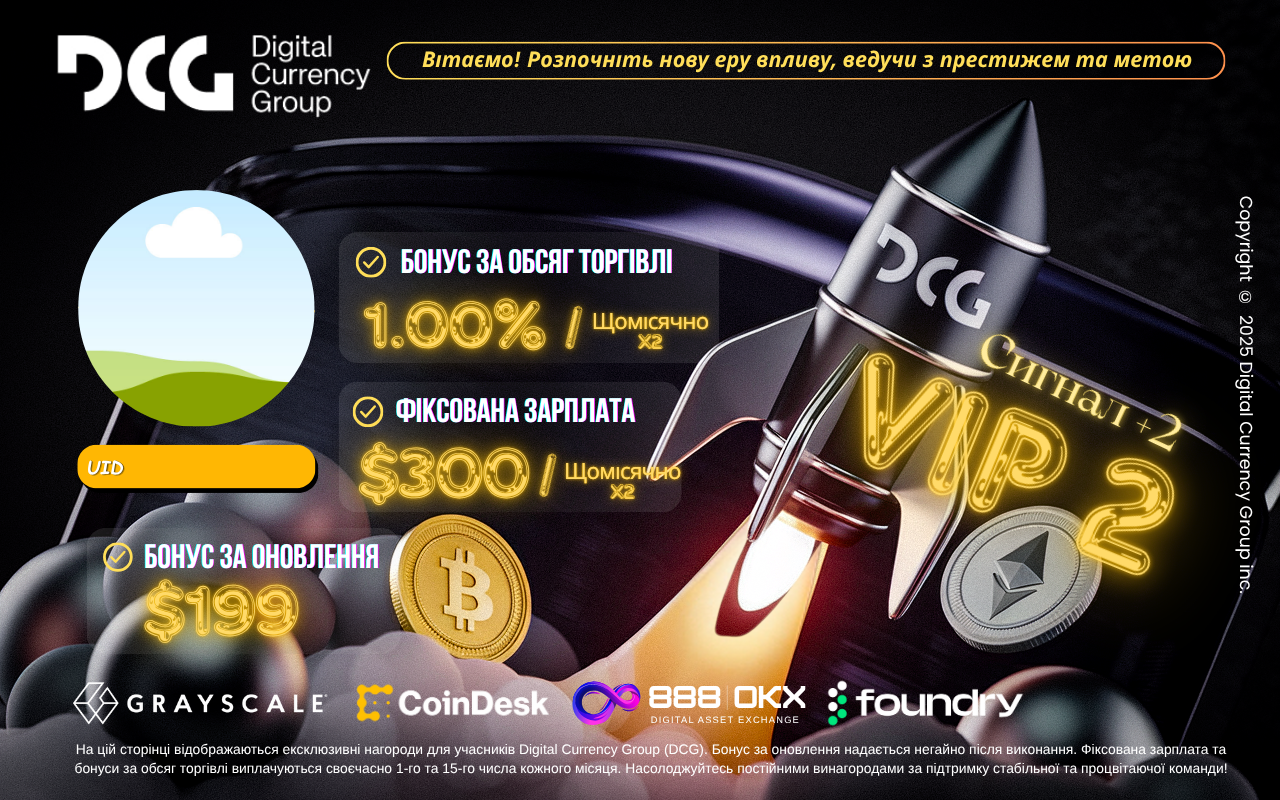 DCG Digital
Currency
Group
Вітаємо! Розпочніть нову еру впливу, ведучи з престижем та метою
DCG
БОНУС ЗА ОБСЯГ ТОРГІВЛІ
1.00% / Щомісячно
X2
Сигнал +2
VIP 2
ФІКСОВАНА ЗАРПЛАТА
$300 / Щомісячно
X2
UID
БОНУС ЗА ОНОВЛЕННЯ
$199
Copyright © 2025 Digital Currency Group Inc.
GRAYSCALE CoinDesk 888 OKX foundry
DIGITAL ASSET EXCHANGE
На цій сторінці відображаються ексклюзивні нагороди для учасників Digital Currency Group (DCG). Бонус за оновлення надається негайно після виконання. Фіксована зарплата та
бонуси за обсяг торгівлі виплачуються своєчасно 1-го та 15-го числа кожного місяця. Насолоджуйтесь постійними винагородами за підтримку стабільної та процвітаючої команди!